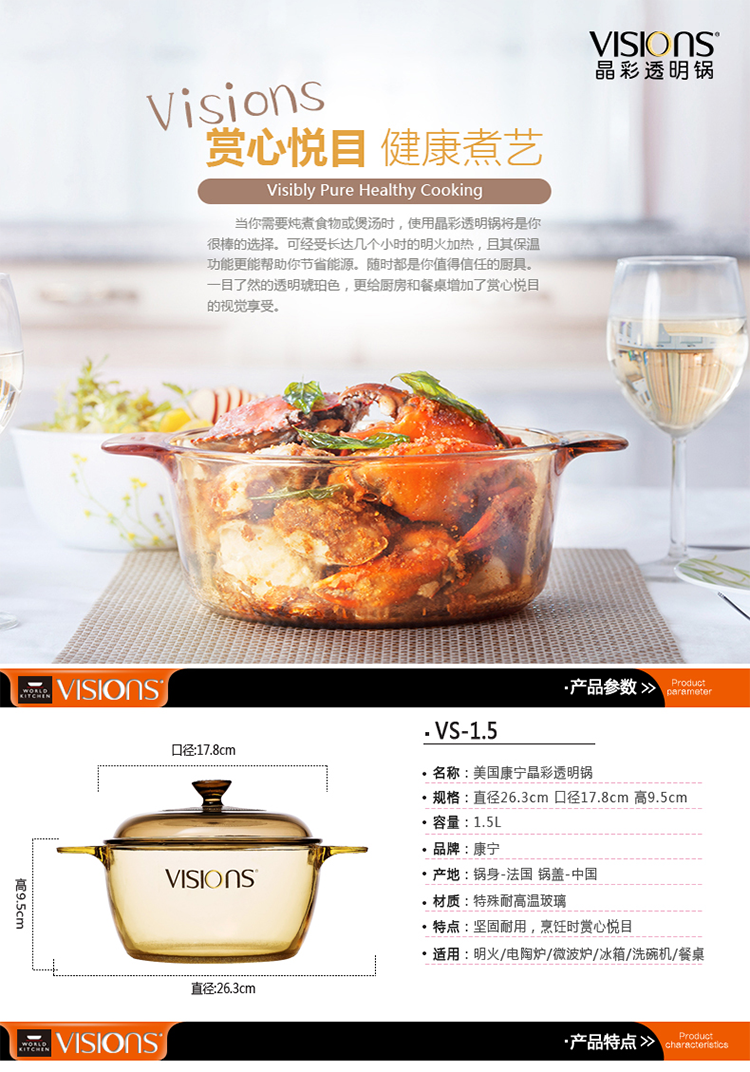 VISIONS®
晶彩透明锅
Visions
赏心悦目 健康煮艺
Visibly Pure Healthy Cooking
当你需要炖煮食物或煲汤时，使用晶彩透明锅将是你
很棒的选择。可经受长达几个小时的明火加热，且其保温
功能更能帮助你节省能源。随时都是你值得信任的厨具。
一目了然的透明琥珀色，更给厨房和餐桌增加了赏心悦目
的视觉享受。
WORLD
KITCHEN
VISIONS®
·产品参数 >>
Product
parameter
· VS-1.5
口径:17.8cm
高9.5cm
VISIONS®
直径:26.3cm
• 名称：美国康宁晶彩透明锅
• 规格：直径26.3cm 口径17.8cm 高9.5cm
• 容量：1.5L
• 品牌：康宁
• 产地：锅身-法国 锅盖-中国
• 材质：特殊耐高温玻璃
• 特点：坚固耐用，烹饪时赏心悦目
• 适用：明火/电陶炉/微波炉/冰箱/洗碗机/餐桌
WORLD
KITCHEN
VISIONS®
·产品特点 >>
Product
characteristics